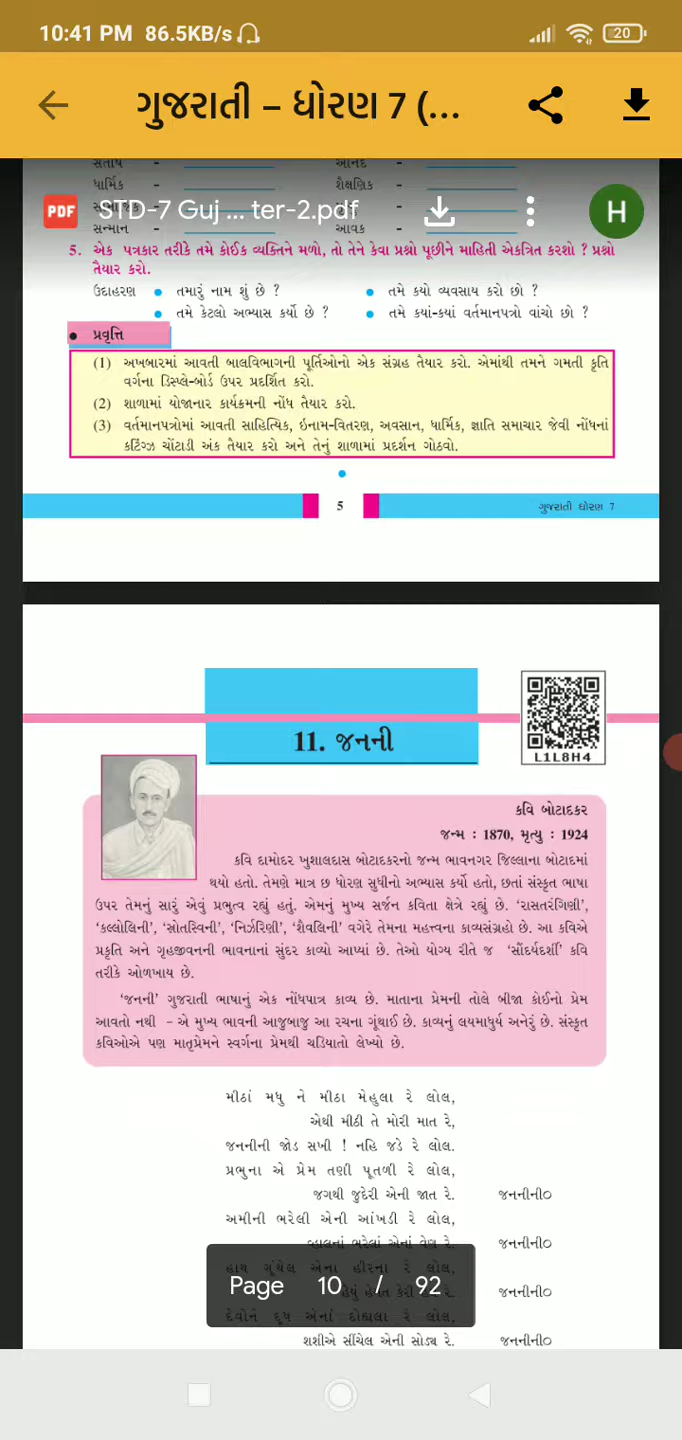 10:41 PM 86.5KB/s 20
ગુજરાતી – ધોરણ 7 (...
સંતોષ - આનંદ -
ધાર્મિક - શૈક્ષણિક -
PDF STD-7 Guj ... ter-2.pdf H
સન્માન - આવક -
5. એક પત્રકાર તરીકે તમે કોઈક વ્યક્તિને મળો, તો તેને કેવા પ્રશ્નો પૂછીને માહિતી એકત્રિત કરશો ? પ્રશ્નો
તૈયાર કરો.
ઉદાહરણ • તમારું નામ શું છે ? • તમે કયો વ્યવસાય કરો છો ?
• તમે કેટલો અભ્યાસ કર્યો છે ? • તમે ક્યાં-ક્યાં વર્તમાનપત્રો વાંચો છો ?
• પ્રવૃત્તિ
(1) અખબારમાં આવતી બાલવિભાગની પૂર્તિઓનો એક સંગ્રહ તૈયાર કરો. એમાંથી તમને ગમતી કૃતિ
વર્ગના ડિસ્પ્લે-બોર્ડ ઉપર પ્રદર્શિત કરો.
(2) શાળામાં યોજાનાર કાર્યક્રમની નોંધ તૈયાર કરો.
(3) વર્તમાનપત્રોમાં આવતી સાહિત્યિક, ઇનામ-વિતરણ, અવસાન, ધાર્મિક, જ્ઞાતિ સમાચાર જેવી નોંધનાં
કટિંગ્ઝ ચોંટાડી અંક તૈયાર કરો અને તેનું શાળામાં પ્રદર્શન ગોઠવો.
5 ગુજરાતી ધોરણ 7
11. જનની
L1L8H4
કવિ બોટાદકર
જન્મ : 1870, મૃત્યુ : 1924
કવિ દામોદર ખુશાલદાસ બોટાદકરનો જન્મ ભાવનગર જિલ્લાના બોટાદમાં
થયો હતો. તેમણે માત્ર છ ધોરણ સુધીનો અભ્યાસ કર્યો હતો, છતાં સંસ્કૃત ભાષા
ઉપર તેમનું સારું એવું પ્રભુત્વ રહ્યું હતું. એમનું મુખ્ય સર્જન કવિતા ક્ષેત્રે રહ્યું છે. ‘રાસતરંગિણી’,
‘કલ્લોલિની’, ‘સ્રોતસ્વિની’, ‘નિર્ઝરિણી’, ‘શૈવલિની’ વગેરે તેમના મહત્ત્વના કાવ્યસંગ્રહો છે. આ કવિએ
પ્રકૃતિ અને ગૃહજીવનની ભાવનાનાં સુંદર કાવ્યો આપ્યાં છે. તેઓ યોગ્ય રીતે જ ‘સૌંદર્યદર્શી’ કવિ
તરીકે ઓળખાય છે.
‘જનની’ ગુજરાતી ભાષાનું એક નોંધપાત્ર કાવ્ય છે. માતાના પ્રેમની તોલે બીજા કોઈનો પ્રેમ
આવતો નથી – એ મુખ્ય ભાવની આજુબાજુ આ રચના ગૂંથાઈ છે. કાવ્યનું લયમાધુર્ય અનેરું છે. સંસ્કૃત
કવિઓએ પણ માતૃપ્રેમને સ્વર્ગના પ્રેમથી ચડિયાતો લેખ્યો છે.
મીઠાં મધુ ને મીઠા મેહુલા રે લોલ,
એથી મીઠી તે મોરી માત રે,
જનનીની જોડ સખી ! નહિ જડે રે લોલ.
પ્રભુના એ પ્રેમ તણી પૂતળી રે લોલ,
જગથી જુદેરી એની જાત રે. જનનીની૦
અમીની ભરેલી એની આંખડી રે લોલ,
વ્હાલનાં ભરેલાં એનાં વેણ રે. જનનીની૦
હાથ ગૂંથેલ એના હીરના રે લોલ,
હૈયું હેમંત કેરી હેલ રે. જનનીની૦
Page 10 / 92
દેવોને દૂધ એનાં દોહ્યલા રે લોલ,
શશીએ સીંચેલ એની સોડ્ય રે. જનનીની૦